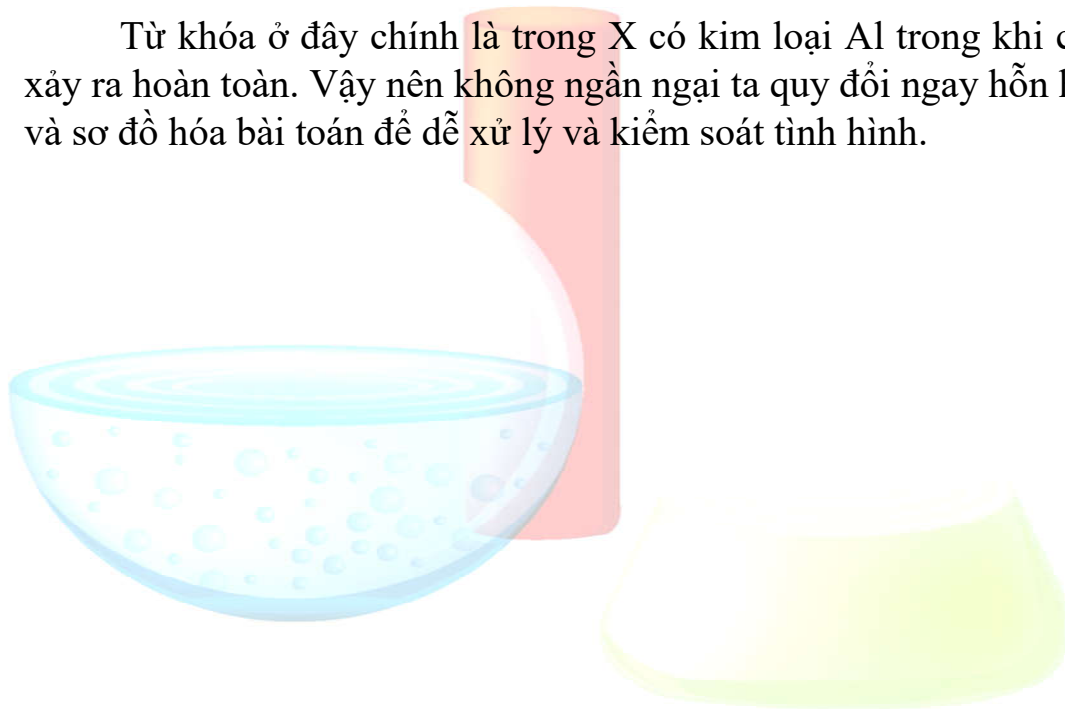 Từ khóa ở đây chính là trong X có kim loại Al trong khi
xảy ra hoàn toàn. Vậy nên không ngần ngại ta quy đổi ngay hỗn
và sơ đồ hóa bài toán để dễ xử lý và kiểm soát tình hình.